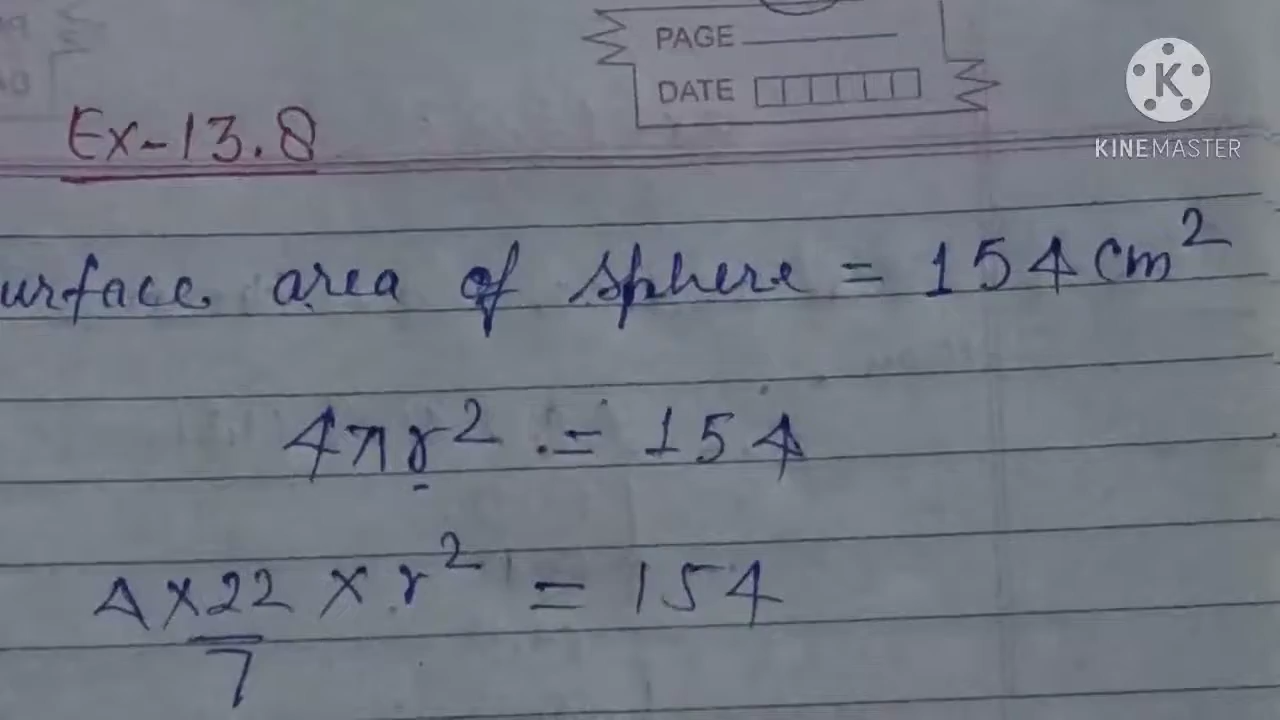 PAGE
DATE
K
KINEMASTER
Ex-13.8
urface area of sphere = 154 cm²
4πr² = 154
4 × 22/7 × r² = 154